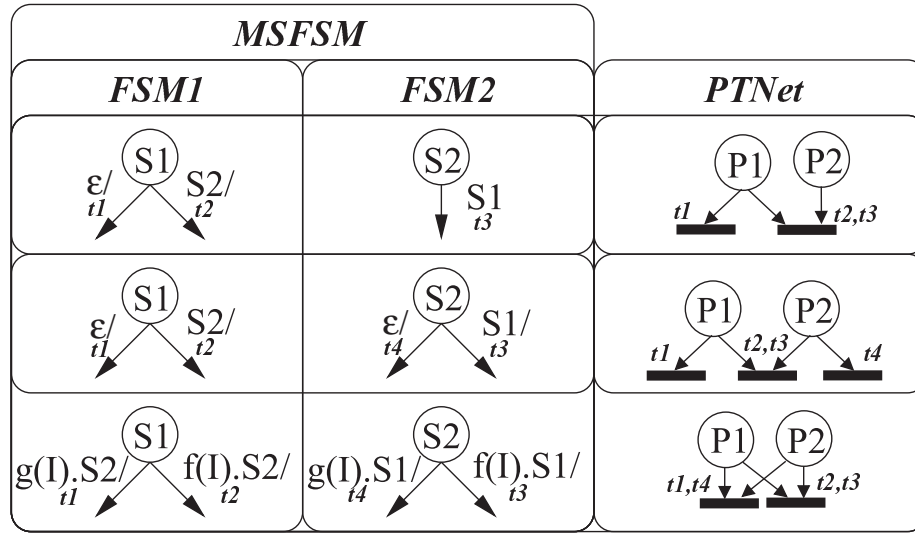 MSFSM
FSM1 FSM2 PTNet
S1
ε/ S2/
t1 t2
S2
S1
t3
P1 P2
t1 t2,t3
S1
ε/ S2/
t1 t2
S2
ε/ S1/
t4 t3
P1 P2
t1 t2,t3 t4
S1
g(I).S2/ f(I).S2/
t1 t2
S2
g(I).S1/ f(I).S1/
t4 t3
P1 P2
t1,t4 t2,t3